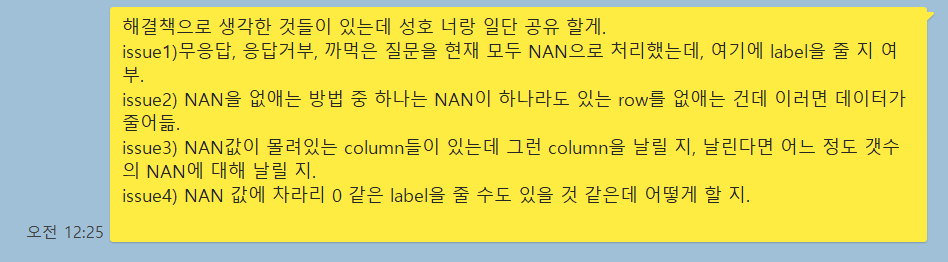 해결책으로 생각한 것들이 있는데 성호 너랑 일단 공유 할게.
issue1)무응답, 응답거부, 까먹은 질문을 현재 모두 NAN으로 처리했는데, 여기에 label을 줄 지 여
부.
issue2) NAN을 없애는 방법 중 하나는 NAN이 하나라도 있는 row를 없애는 건데 이러면 데이터가
줄어듦.
issue3) NAN값이 몰려있는 column들이 있는데 그런 column을 날릴 지, 날린다면 어느 정도 갯수
의 NAN에 대해 날릴 지.
issue4) NAN 값에 차라리 0 같은 label을 줄 수도 있을 것 같은데 어떻게 할 지.
오전 12:25